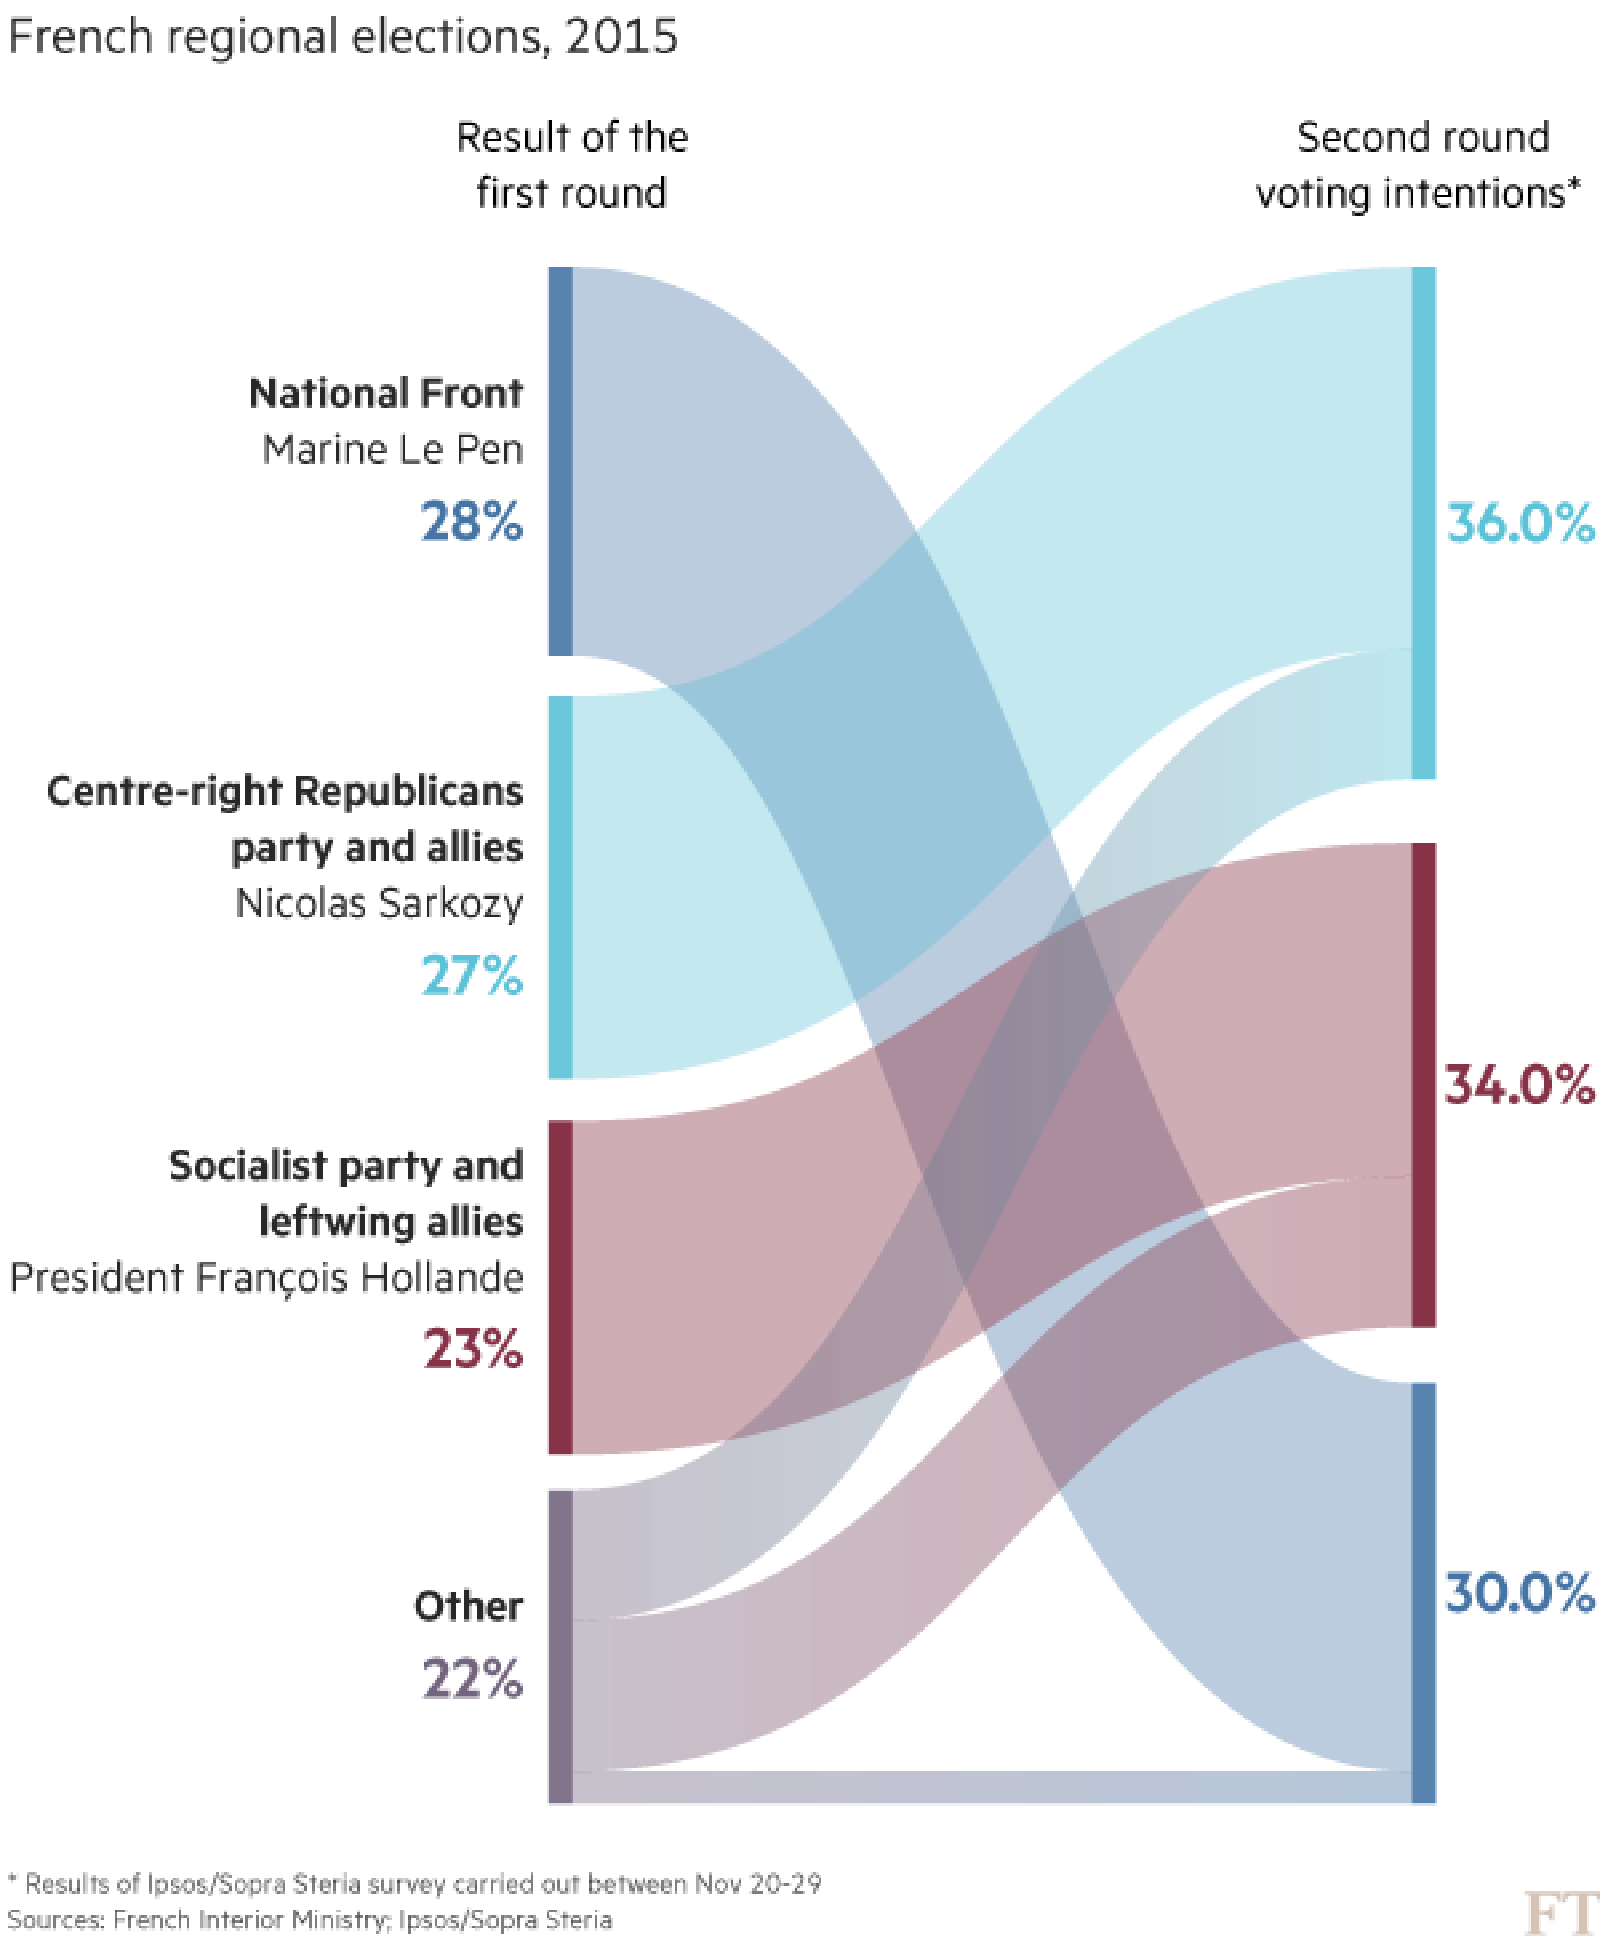 French regional elections, 2015
Result of the
first round
Second round
voting intentions*
National Front
Marine Le Pen
28%
Centre-right Republicans
party and allies
Nicolas Sarkozy
27%
Socialist party and
leftwing allies
President François Hollande
23%
Other
22%
36.0%
34.0%
30.0%
* Results of Ipsos/Sopra Steria survey carried out between Nov 20-29
Sources: French Interior Ministry; Ipsos/Sopra Steria
FT